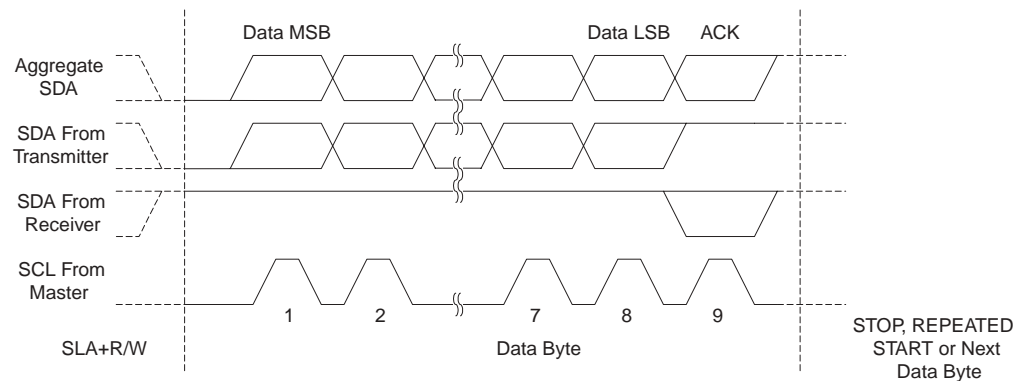 Data MSB
Data LSB
ACK
Aggregate
SDA
SDA From
Transmitter
SDA From
Receiver
SCL From
Master
1
2
7
8
9
SLA+R/W
Data Byte
STOP, REPEATED
START or Next
Data Byte